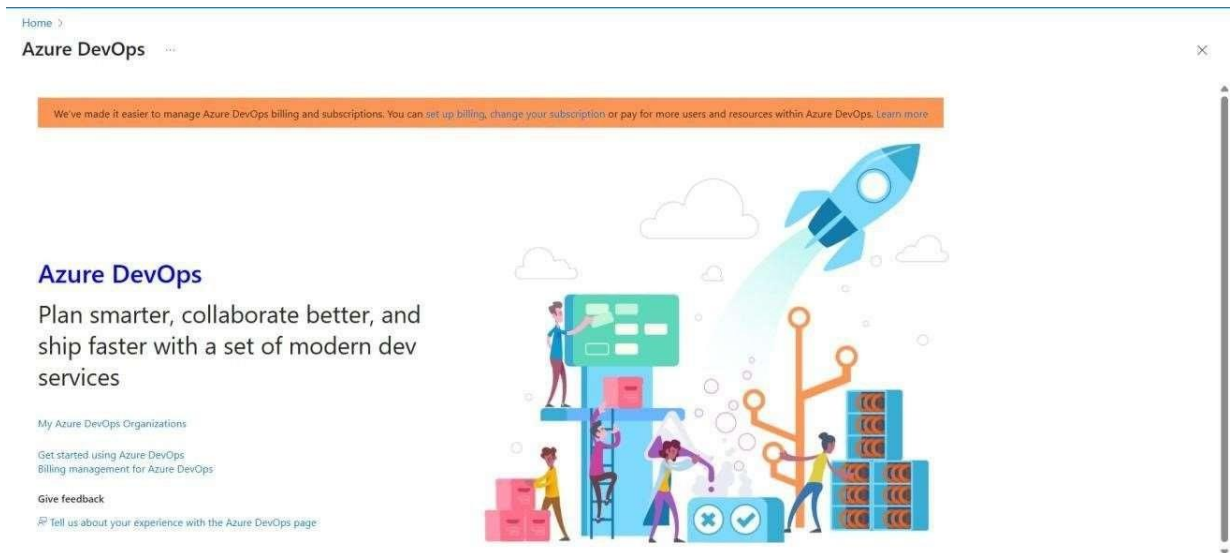 Home >
Azure DevOps ...
We've made it easier to manage Azure DevOps billing and subscriptions. You can set up billing, change your subscription or pay for more users and resources within Azure DevOps. Learn more
Azure DevOps
Plan smarter, collaborate better, and
ship faster with a set of modern dev
services
My Azure DevOps Organizations
Get started using Azure DevOps
Billing management for Azure DevOps
Give feedback
Tell us about your experience with the Azure DevOps page